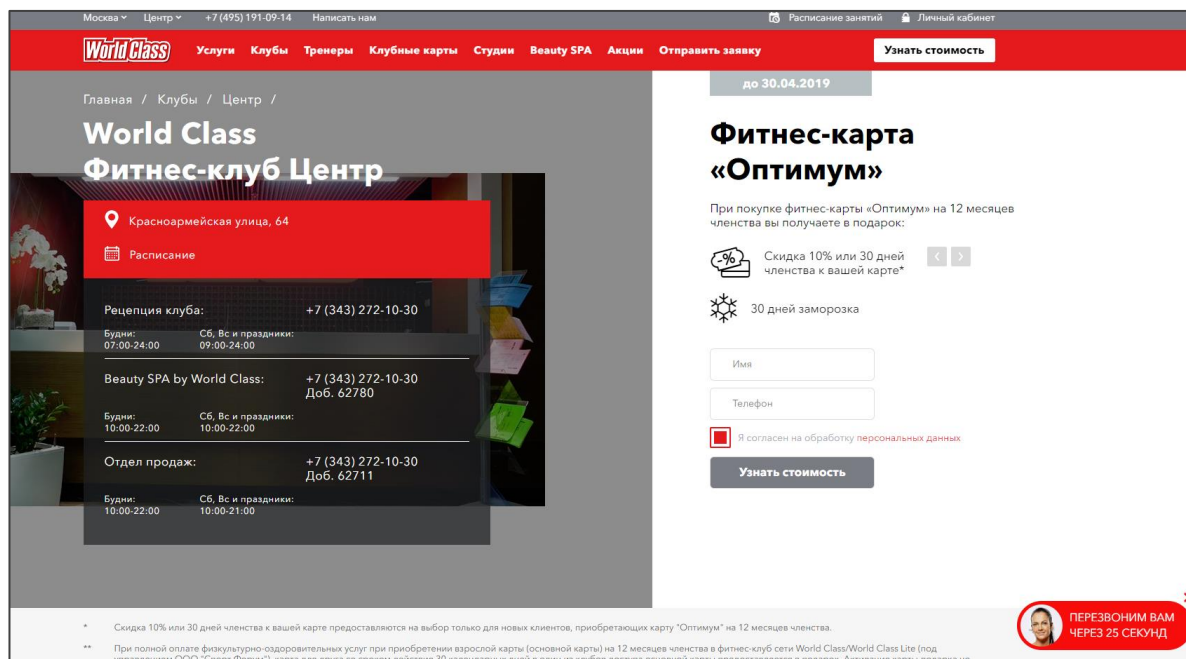 Москва Центр +7 (495) 191-09-14 Написать нам Расписание занятий Личный кабинет
World Class Услуги Клубы Тренеры Клубные карты Студии Beauty SPA Акции Отправить заявку Узнать стоимость
Главная / Клубы / Центр /
World Class
Фитнес-клуб Центр
Красноармейская улица, 64
Расписание
Рецепция клуба: +7 (343) 272-10-30
Будни: Сб, Вс и праздники:
07:00-24:00 09:00-24:00
Beauty SPA by World Class: +7 (343) 272-10-30
Доб. 62780
Будни: Сб, Вс и праздники:
10:00-22:00 10:00-22:00
Отдел продаж: +7 (343) 272-10-30
Доб. 62711
Будни: Сб, Вс и праздники:
10:00-22:00 10:00-21:00
до 30.04.2019
Фитнес-карта
«Оптимум»
При покупке фитнес-карты «Оптимум» на 12 месяцев
членства вы получаете в подарок:
Скидка 10% или 30 дней
членства к вашей карте*
30 дней заморозка
Имя
Телефон
Я согласен на обработку персональных данных
Узнать стоимость
ПЕРЕЗВОНИМ ВАМ
ЧЕРЕЗ 25 СЕКУНД
* Скидка 10% или 30 дней членства к вашей карте предоставляются на выбор только для новых клиентов, приобретающих карту "Оптимум" на 12 месяцев членства.
** При полной оплате физкультурно-оздоровительных услуг при приобретении взрослой карты (основной карты) на 12 месяцев членства в фитнес-клуб сети World Class/World Class Lite (под